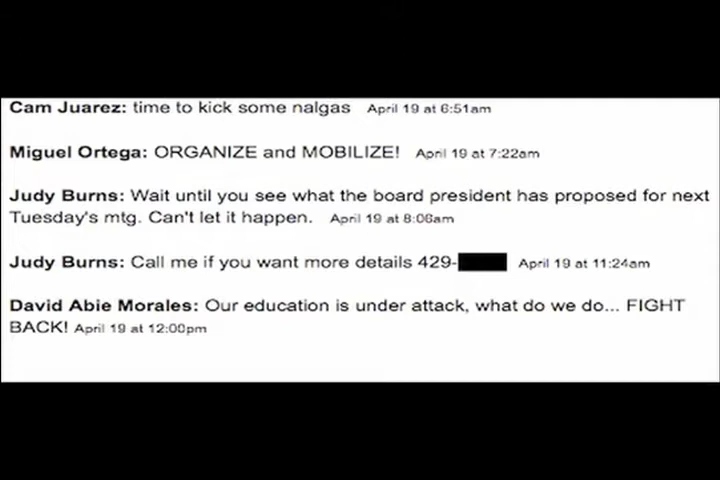 Cam Juarez: time to kick some nalgas April 19 at 6:51am
Miguel Ortega: ORGANIZE and MOBILIZE! April 19 at 7:22am
Judy Burns: Wait until you see what the board president has proposed for next
Tuesday's mtg. Can't let it happen. April 19 at 8:06am
Judy Burns: Call me if you want more details 429- April 19 at 11:24am
David Abie Morales: Our education is under attack, what do we do... FIGHT
BACK! April 19 at 12:00pm